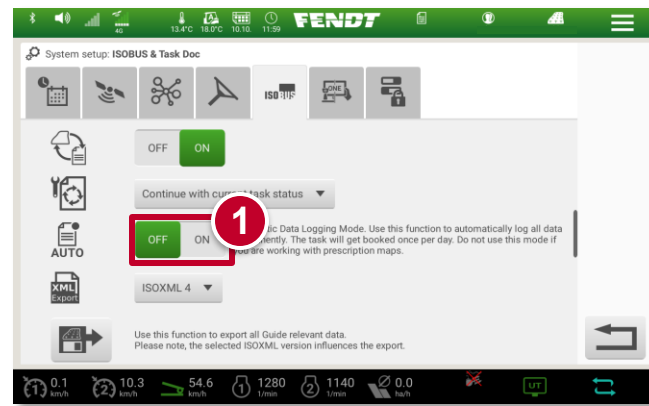 4G
13.4°C 18.0°C 10.10. 11:59
FENDT
System setup: ISOBUS & Task Doc
ISOBUS
ONE
OFF ON
Continue with current task status
AUTO
OFF ON
1
Data Logging Mode. Use this function to automatically log all data
The task will get booked once per day. Do not use this mode if
you are working with prescription maps.
XML
Export
ISOXML 4
Use this function to export all Guide relevant data.
Please note, the selected ISOXML version influences the export.
1 0.1 km/h
2 10.3 km/h
54.6 km/h
1 1280 1/min
2 1140 1/min
0.0 ha/h
UT